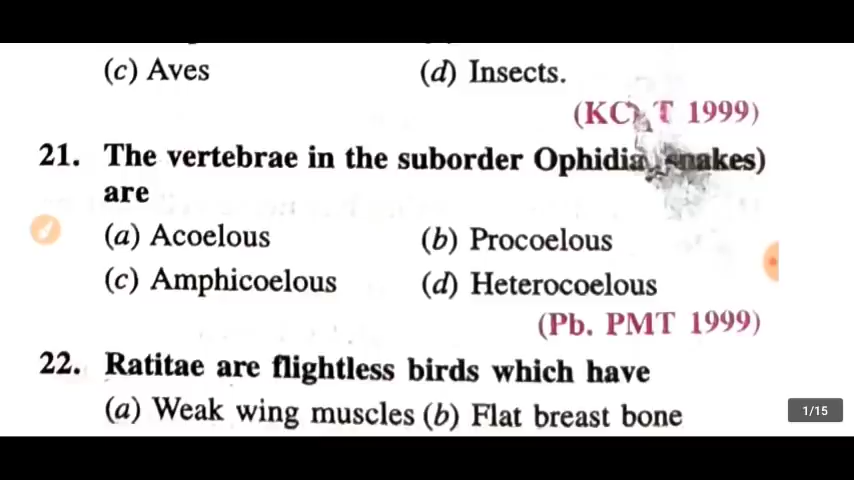 (c) Aves (d) Insects.
1999)
21. The vertebrae in the suborder Ophidia
are
(a) Acoelous (b) Procoelous
(c) Amphicoelous (d) Heterocoelous
(Pb. PMT 1999)
22. Ratitae are flightless birds which have
(a) Weak wing muscles (b) Flat breast bone
1/15